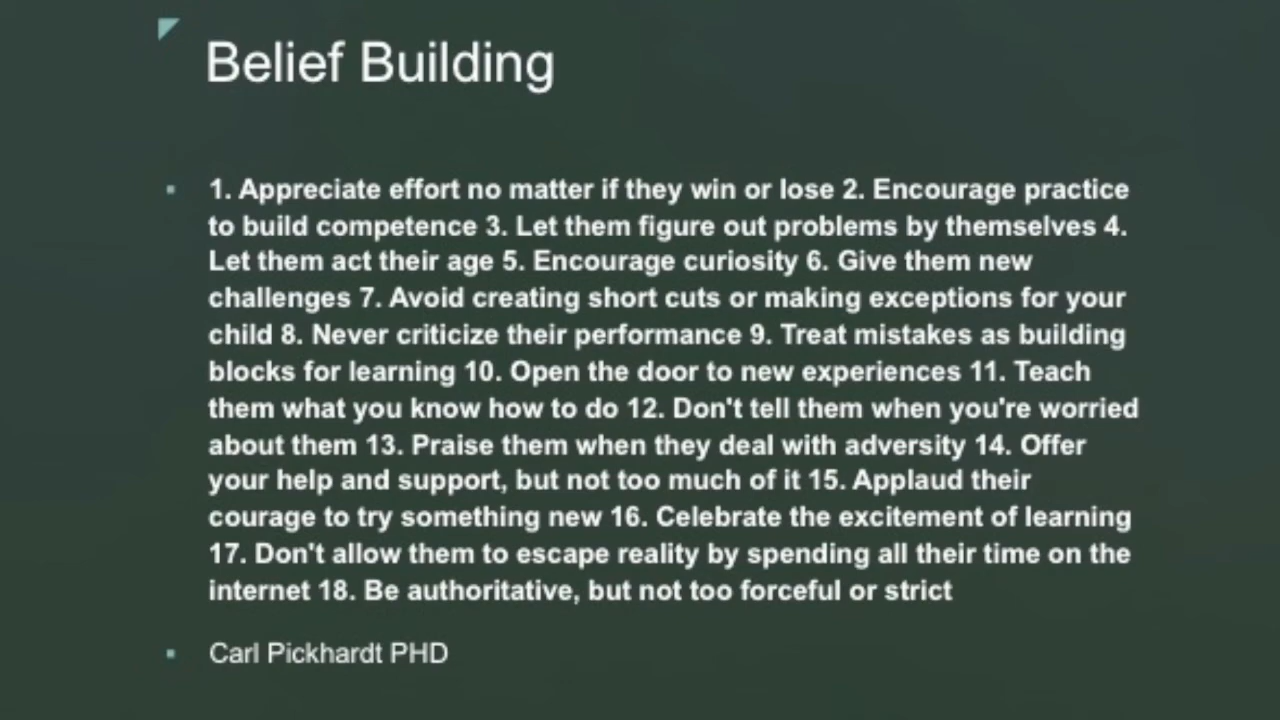 Belief Building
1. Appreciate effort no matter if they win or lose 2. Encourage practice
to build competence 3. Let them figure out problems by themselves 4.
Let them act their age 5. Encourage curiosity 6. Give them new
challenges 7. Avoid creating short cuts or making exceptions for your
child 8. Never criticize their performance 9. Treat mistakes as building
blocks for learning 10. Open the door to new experiences 11. Teach
them what you know how to do 12. Don't tell them when you're worried
about them 13. Praise them when they deal with adversity 14. Offer
your help and support, but not too much of it 15. Applaud their
courage to try something new 16. Celebrate the excitement of learning
17. Don't allow them to escape reality by spending all their time on the
internet 18. Be authoritative, but not too forceful or strict
Carl Pickhardt PHD